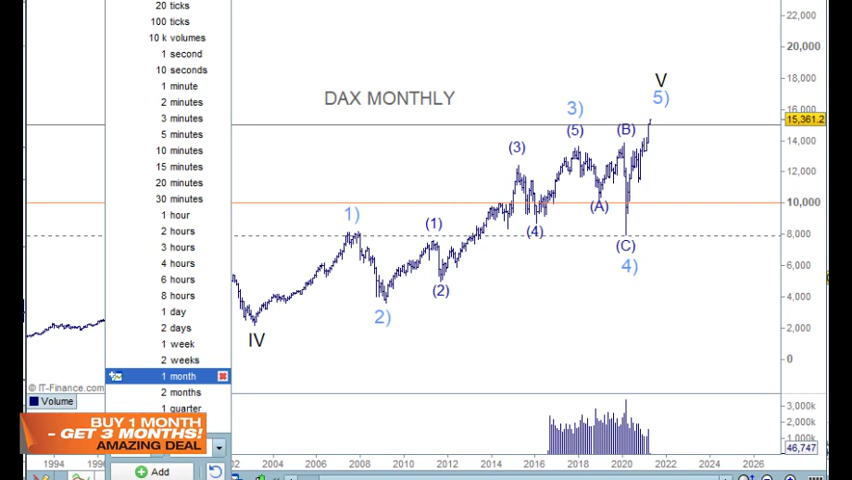 20 ticks
100 ticks
10 k volumes
1 second
10 seconds
1 minute
2 minutes
3 minutes
5 minutes
10 minutes
15 minutes
20 minutes
30 minutes
1 hour
2 hours
3 hours
4 hours
6 hours
8 hours
1 day
2 days
1 week
2 weeks
1 month
2 months
1 quarter
Add
DAX MONTHLY
V
5)
3)
(5)
(B)
(3)
(A)
(4)
(1)
1)
(C)
4)
(2)
2)
IV
22,000
20,000
18,000
16,000
15,361.2
14,000
12,000
10,000
8,000
6,000
4,000
2,000
0
© IT-Finance.com
Volume
3,000k
2,000k
1,000k
46,747
BUY 1 MONTH
- GET 3 MONTHS!
AMAZING DEAL
1994
2004 2006 2008 2010 2012 2014 2016 2018 2020 2022 2024 2026